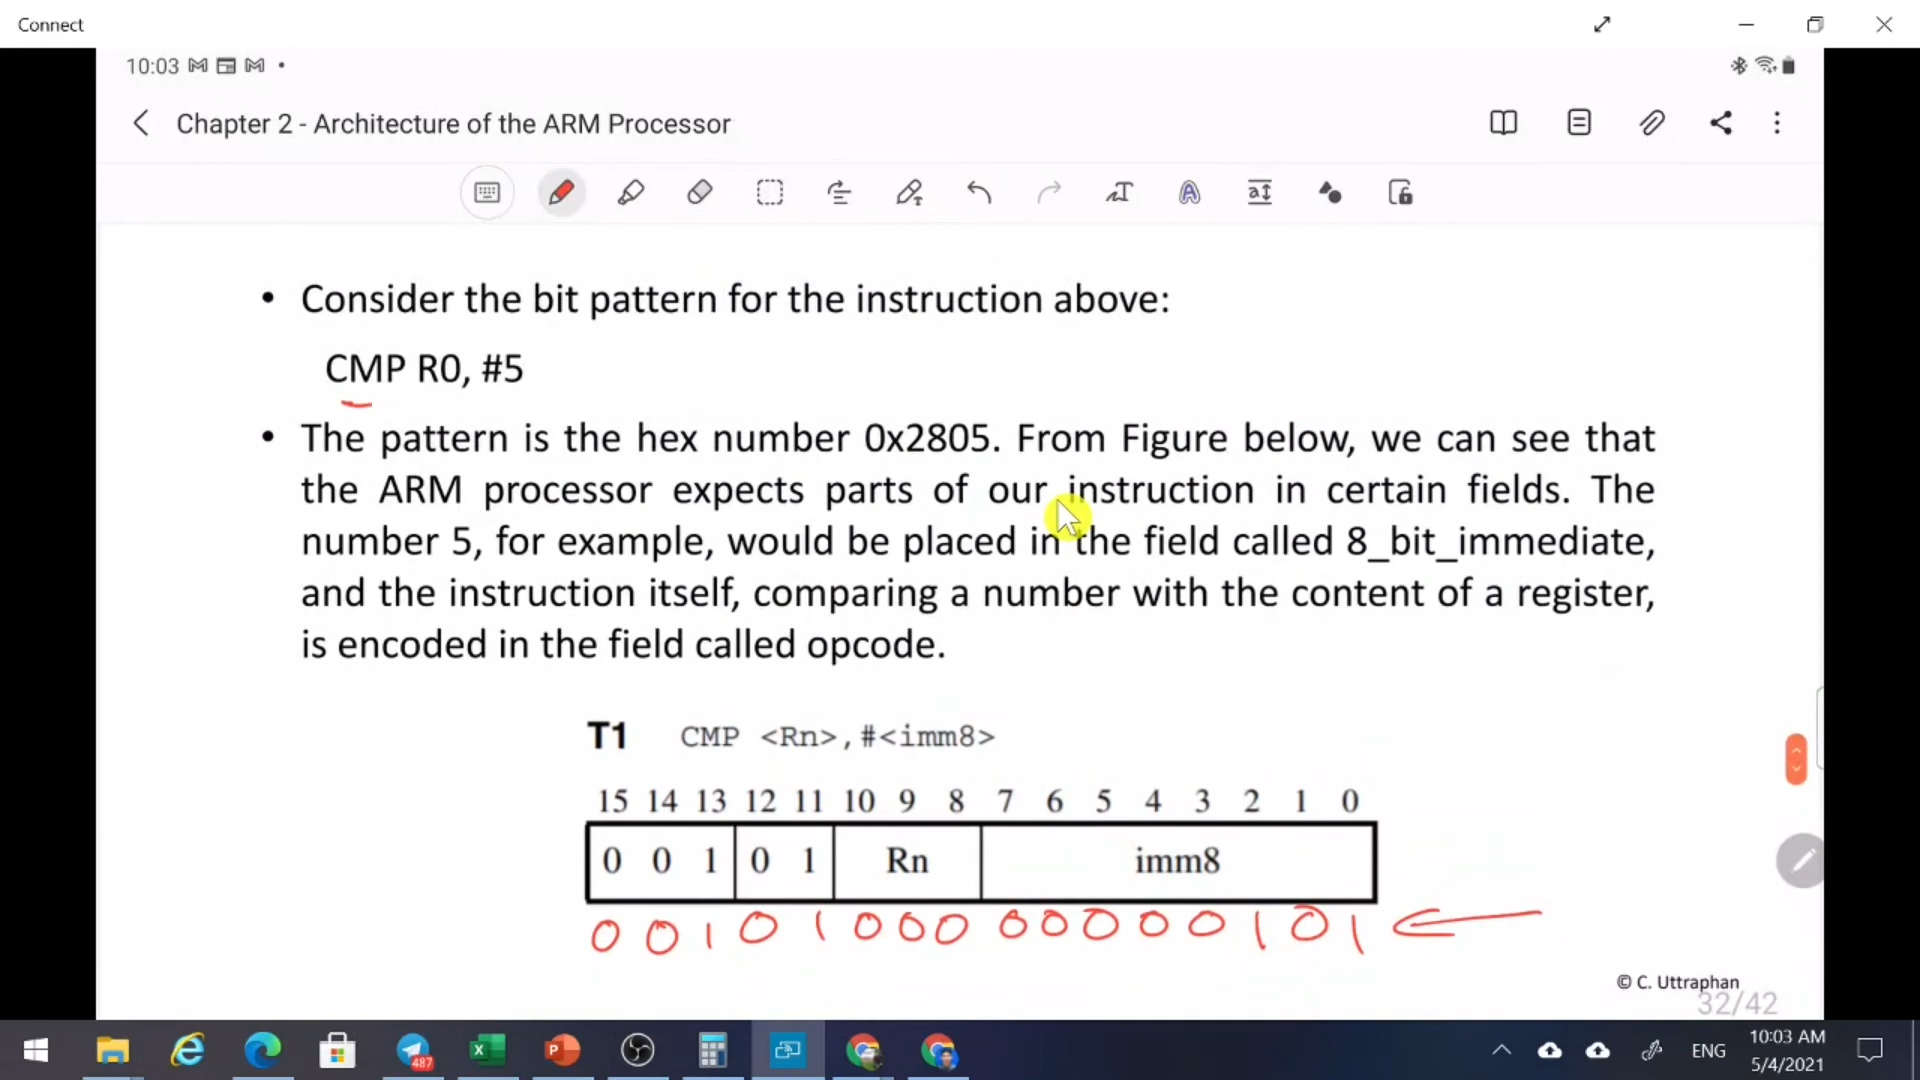 Connect
10:03
Chapter 2 - Architecture of the ARM Processor
• Consider the bit pattern for the instruction above:
CMP R0, #5
• The pattern is the hex number 0x2805. From Figure below, we can see that
the ARM processor expects parts of our instruction in certain fields. The
number 5, for example, would be placed in the field called 8_bit_immediate,
and the instruction itself, comparing a number with the content of a register,
is encoded in the field called opcode.
T1 CMP <Rn>,#<imm8>
15 14 13 12 11 10 9 8 7 6 5 4 3 2 1 0
0 0 1 0 1 Rn imm8
0 0 1 0 1 0 0 0 0 0 0 0 0 1 0 1
© C. Uttraphan
32/42
487
ENG
10:03 AM
5/4/2021